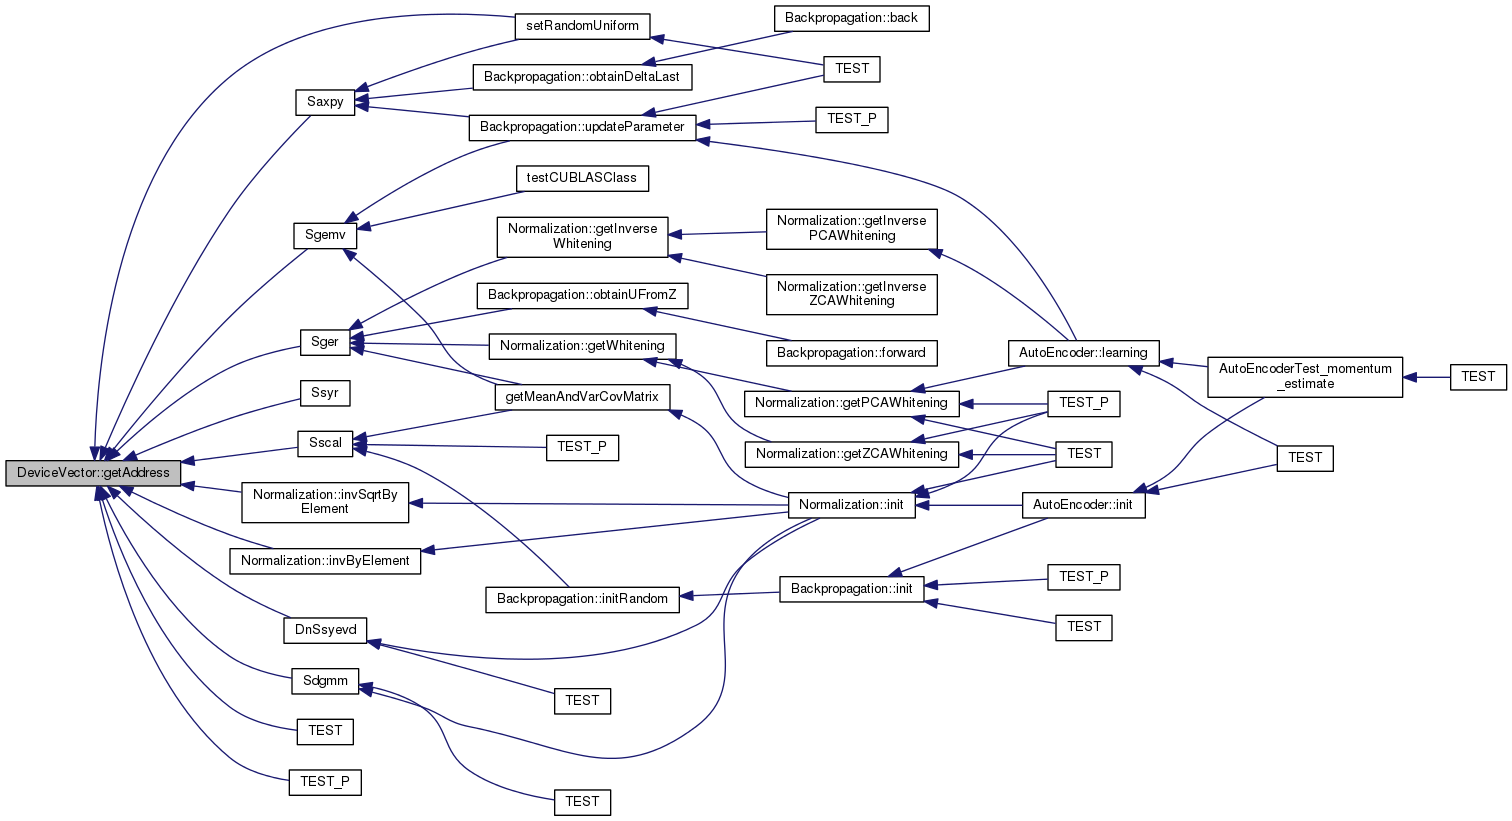 DeviceVector::getAddress
setRandomUniform
Saxpy
Sgemv
Sger
Ssyr
Sscal
Normalization::invSqrtBy
Element
Normalization::invByElement
DnSsyevd
Sdgmm
TEST
TEST_P
Backpropagation::obtainDeltaLast
Backpropagation::updateParameter
testCUBLASClass
Normalization::getInverse
Whitening
Backpropagation::obtainUFromZ
Normalization::getWhitening
getMeanAndVarCovMatrix
TEST_P
Backpropagation::initRandom
TEST
TEST
Backpropagation::back
TEST
TEST_P
Normalization::getInverse
PCAWhitening
Normalization::getInverse
ZCAWhitening
Backpropagation::forward
Normalization::getPCAWhitening
Normalization::getZCAWhitening
Normalization::init
Backpropagation::init
AutoEncoder::learning
TEST_P
TEST
AutoEncoder::init
TEST_P
TEST
AutoEncoderTest_momentum
_estimate
TEST
TEST